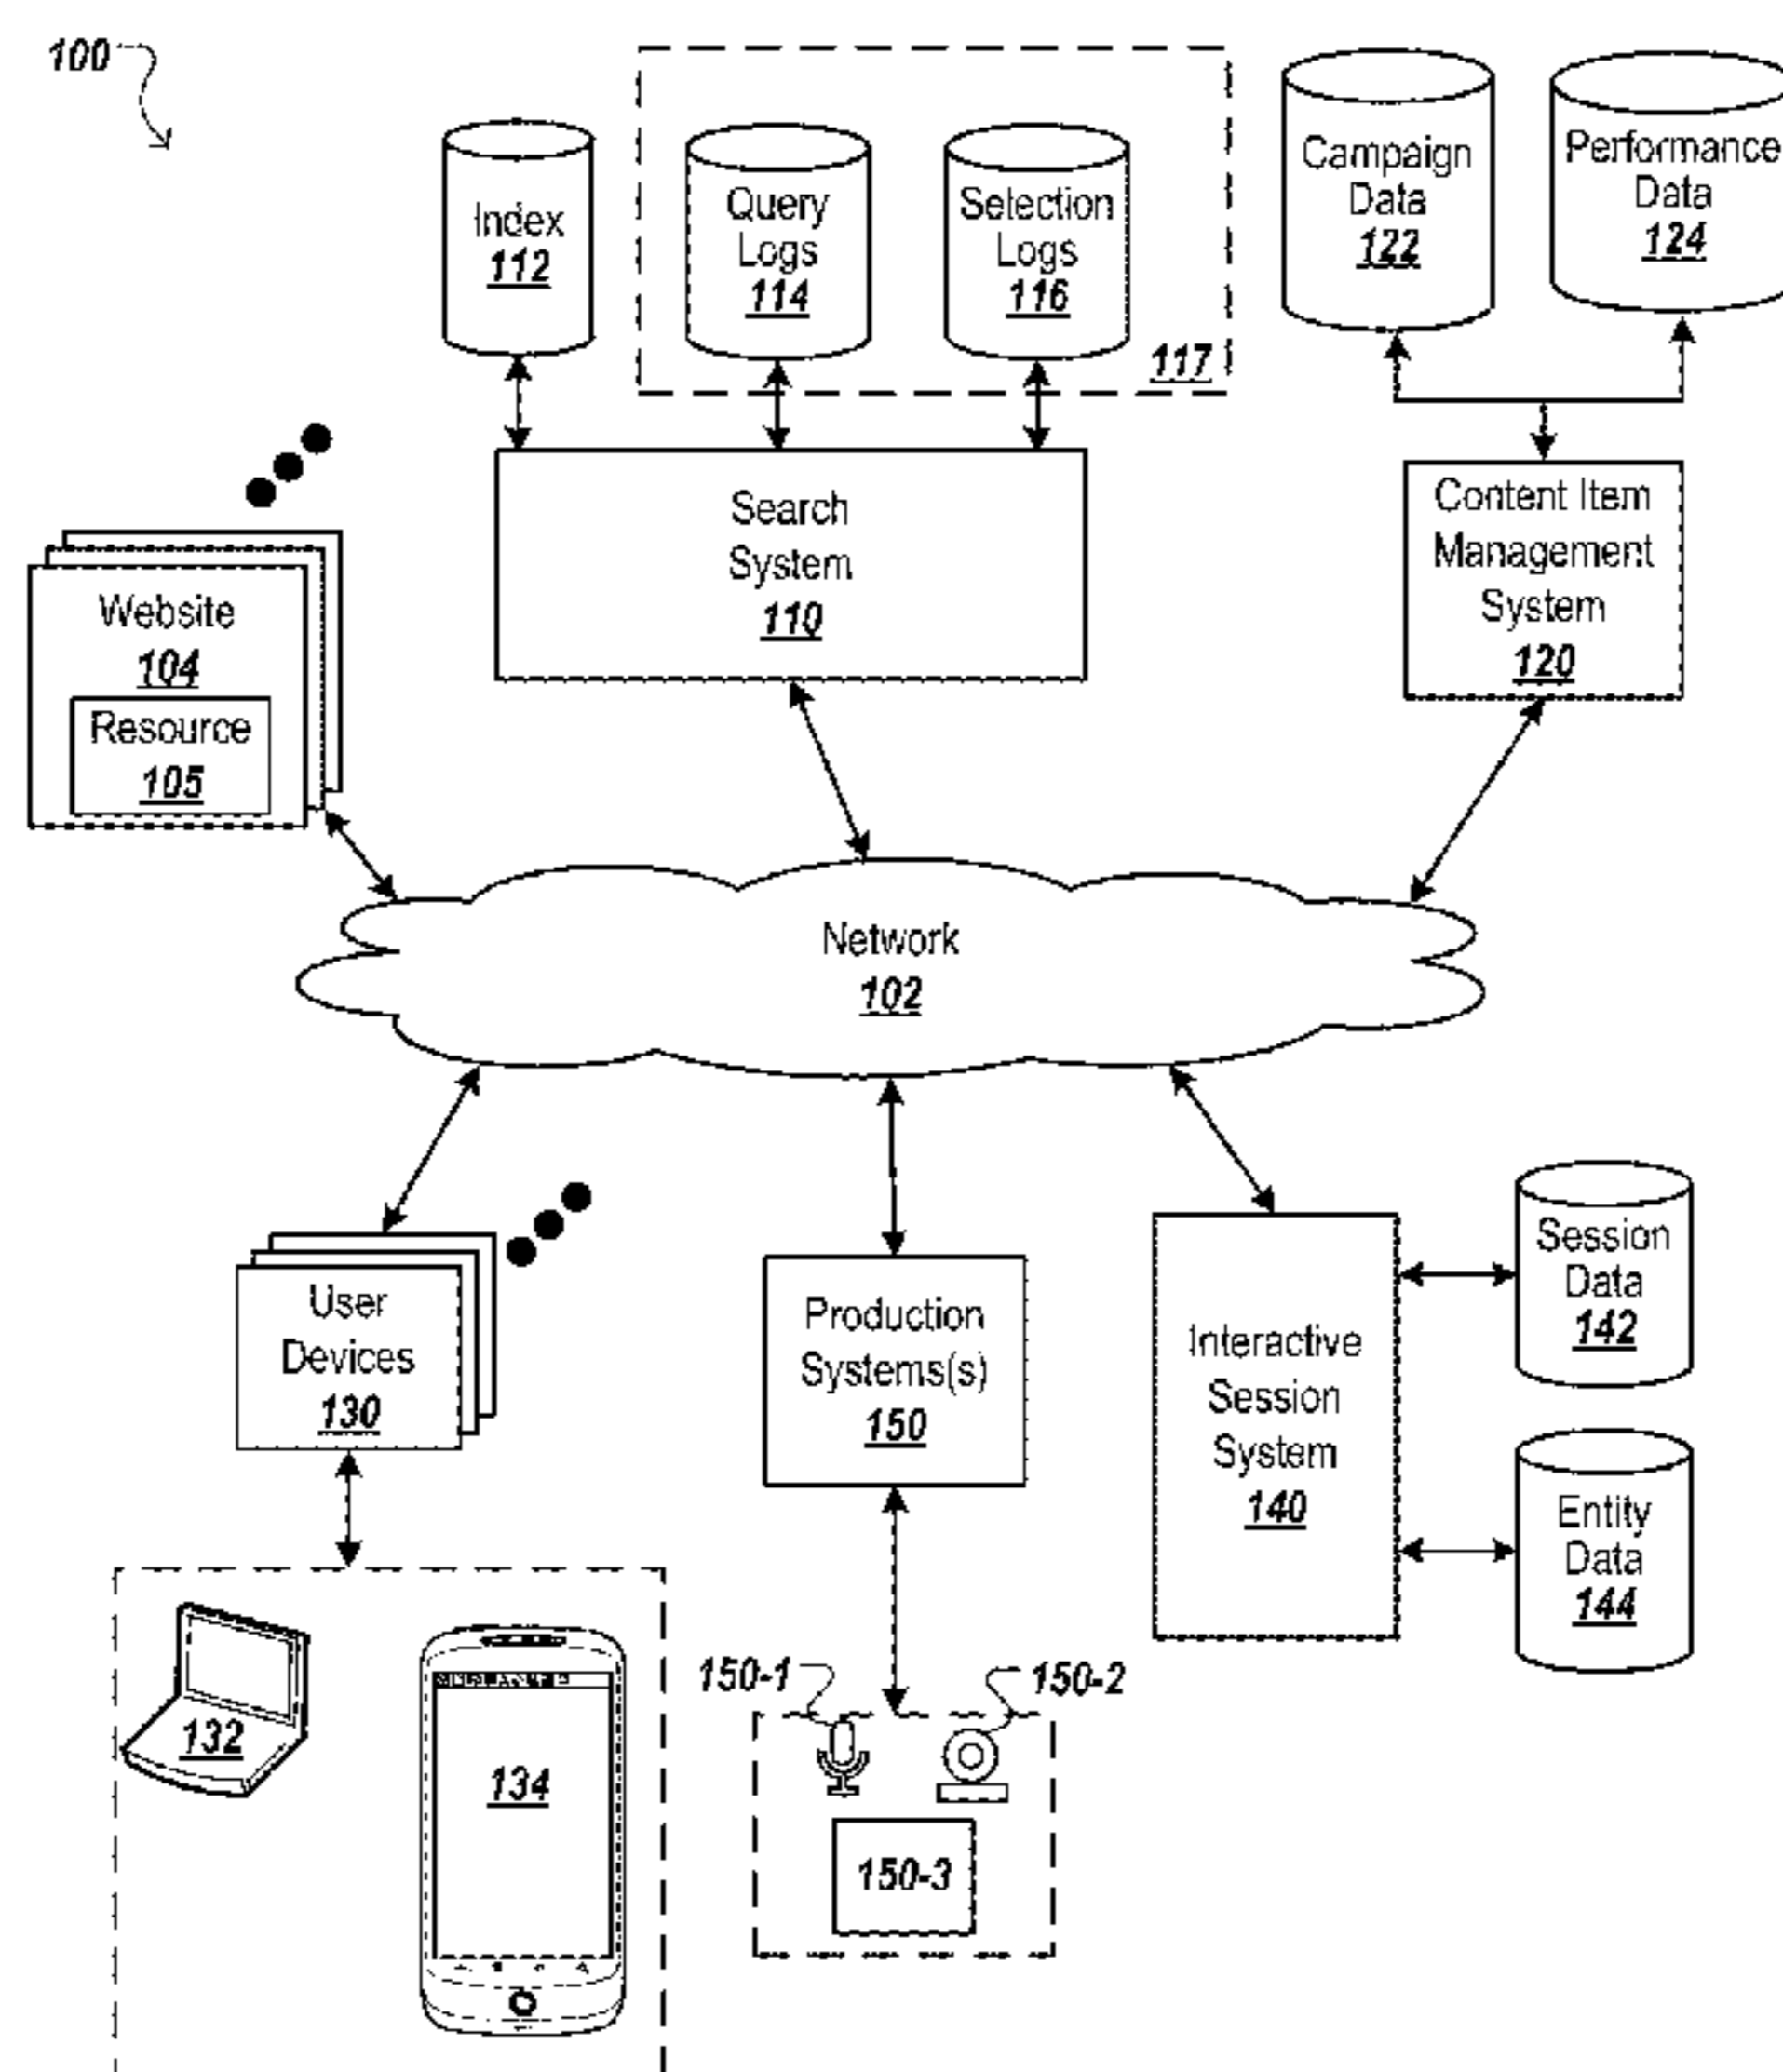 100
Index
112
Query
Logs
114
Selection
Logs
116
117
Campaign
Data
122
Performance
Data
124
Search
System
110
Content Item
Management
System
120
Website
104
Resource
105
Network
102
User
Devices
130
Production
Systems(s)
150
Interactive
Session
System
140
Session
Data
142
Entity
Data
144
132
134
150-1
150-2
150-3